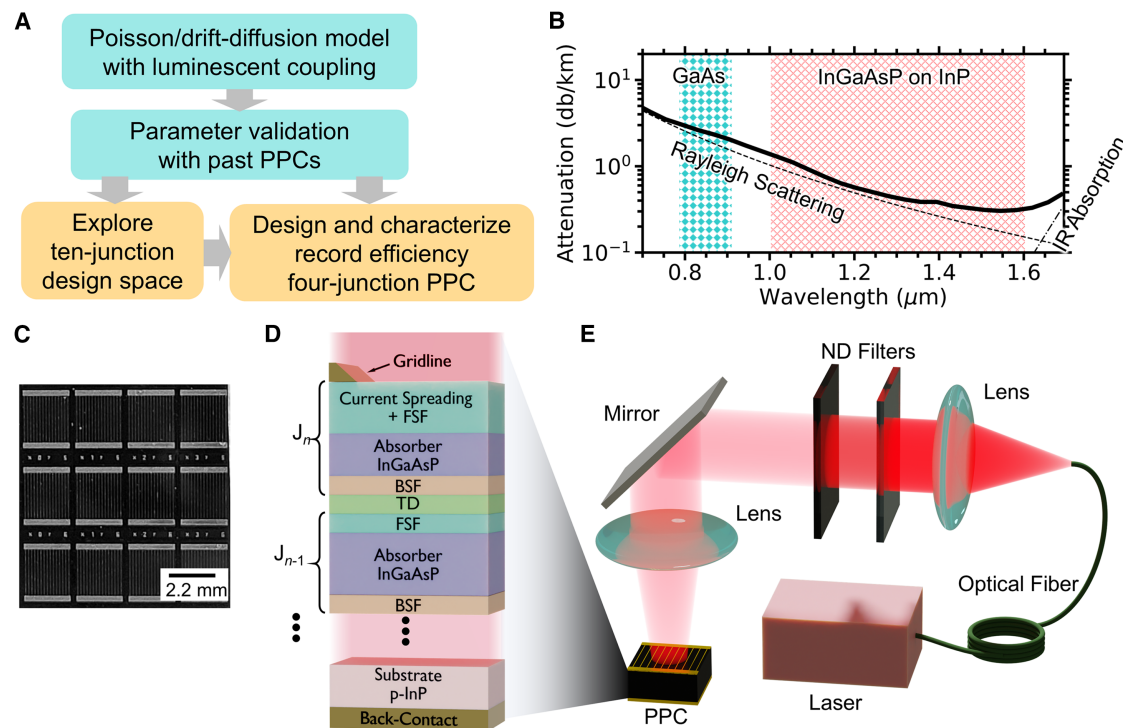 A
Poisson/drift-diffusion model
with luminescent coupling
Parameter validation
with past PPCs
Explore
ten-junction
design space
Design and characterize
record efficiency
four-junction PPC
B
GaAs
InGaAsP on InP
Rayleigh Scattering
IR Absorption
Attenuation (db/km)
10¹
10⁰
10⁻¹
0.8
1.0
1.2
1.4
1.6
Wavelength (μm)
C
2.2 mm
D
Gridline
Current Spreading
+ FSF
Absorber
InGaAsP
BSF
TD
FSF
Absorber
InGaAsP
BSF
Jn
Jn-1
Substrate
p-InP
Back-Contact
E
ND Filters
Lens
Mirror
Lens
Optical Fiber
Laser
PPC